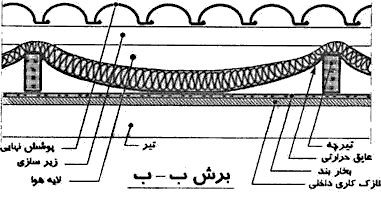 پوشش نهایی
زیر سازی
لایه هوا
تیر
برش ب - ب
تیرچه
عایق حرارتی
بخار بند
نازک کاری داخلی